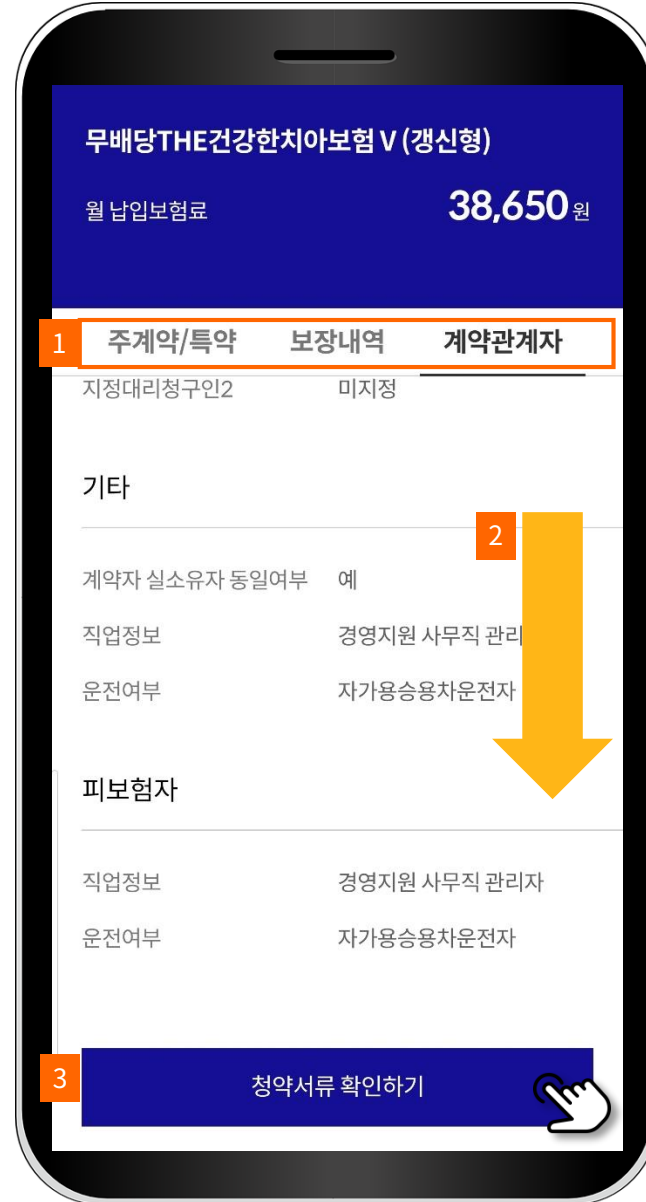 무배당THE건강한치아보험 V (갱신형)
월 납입보험료 38,650 원
1 주계약/특약 보장내역 계약관계자
지정대리청구인2 미지정
기타
2
계약자 실소유자 동일여부 예
직업정보 경영지원 사무직 관리
운전여부 자가용승용차운전자
피보험자
직업정보 경영지원 사무직 관리자
운전여부 자가용승용차운전자
3 청약서류 확인하기